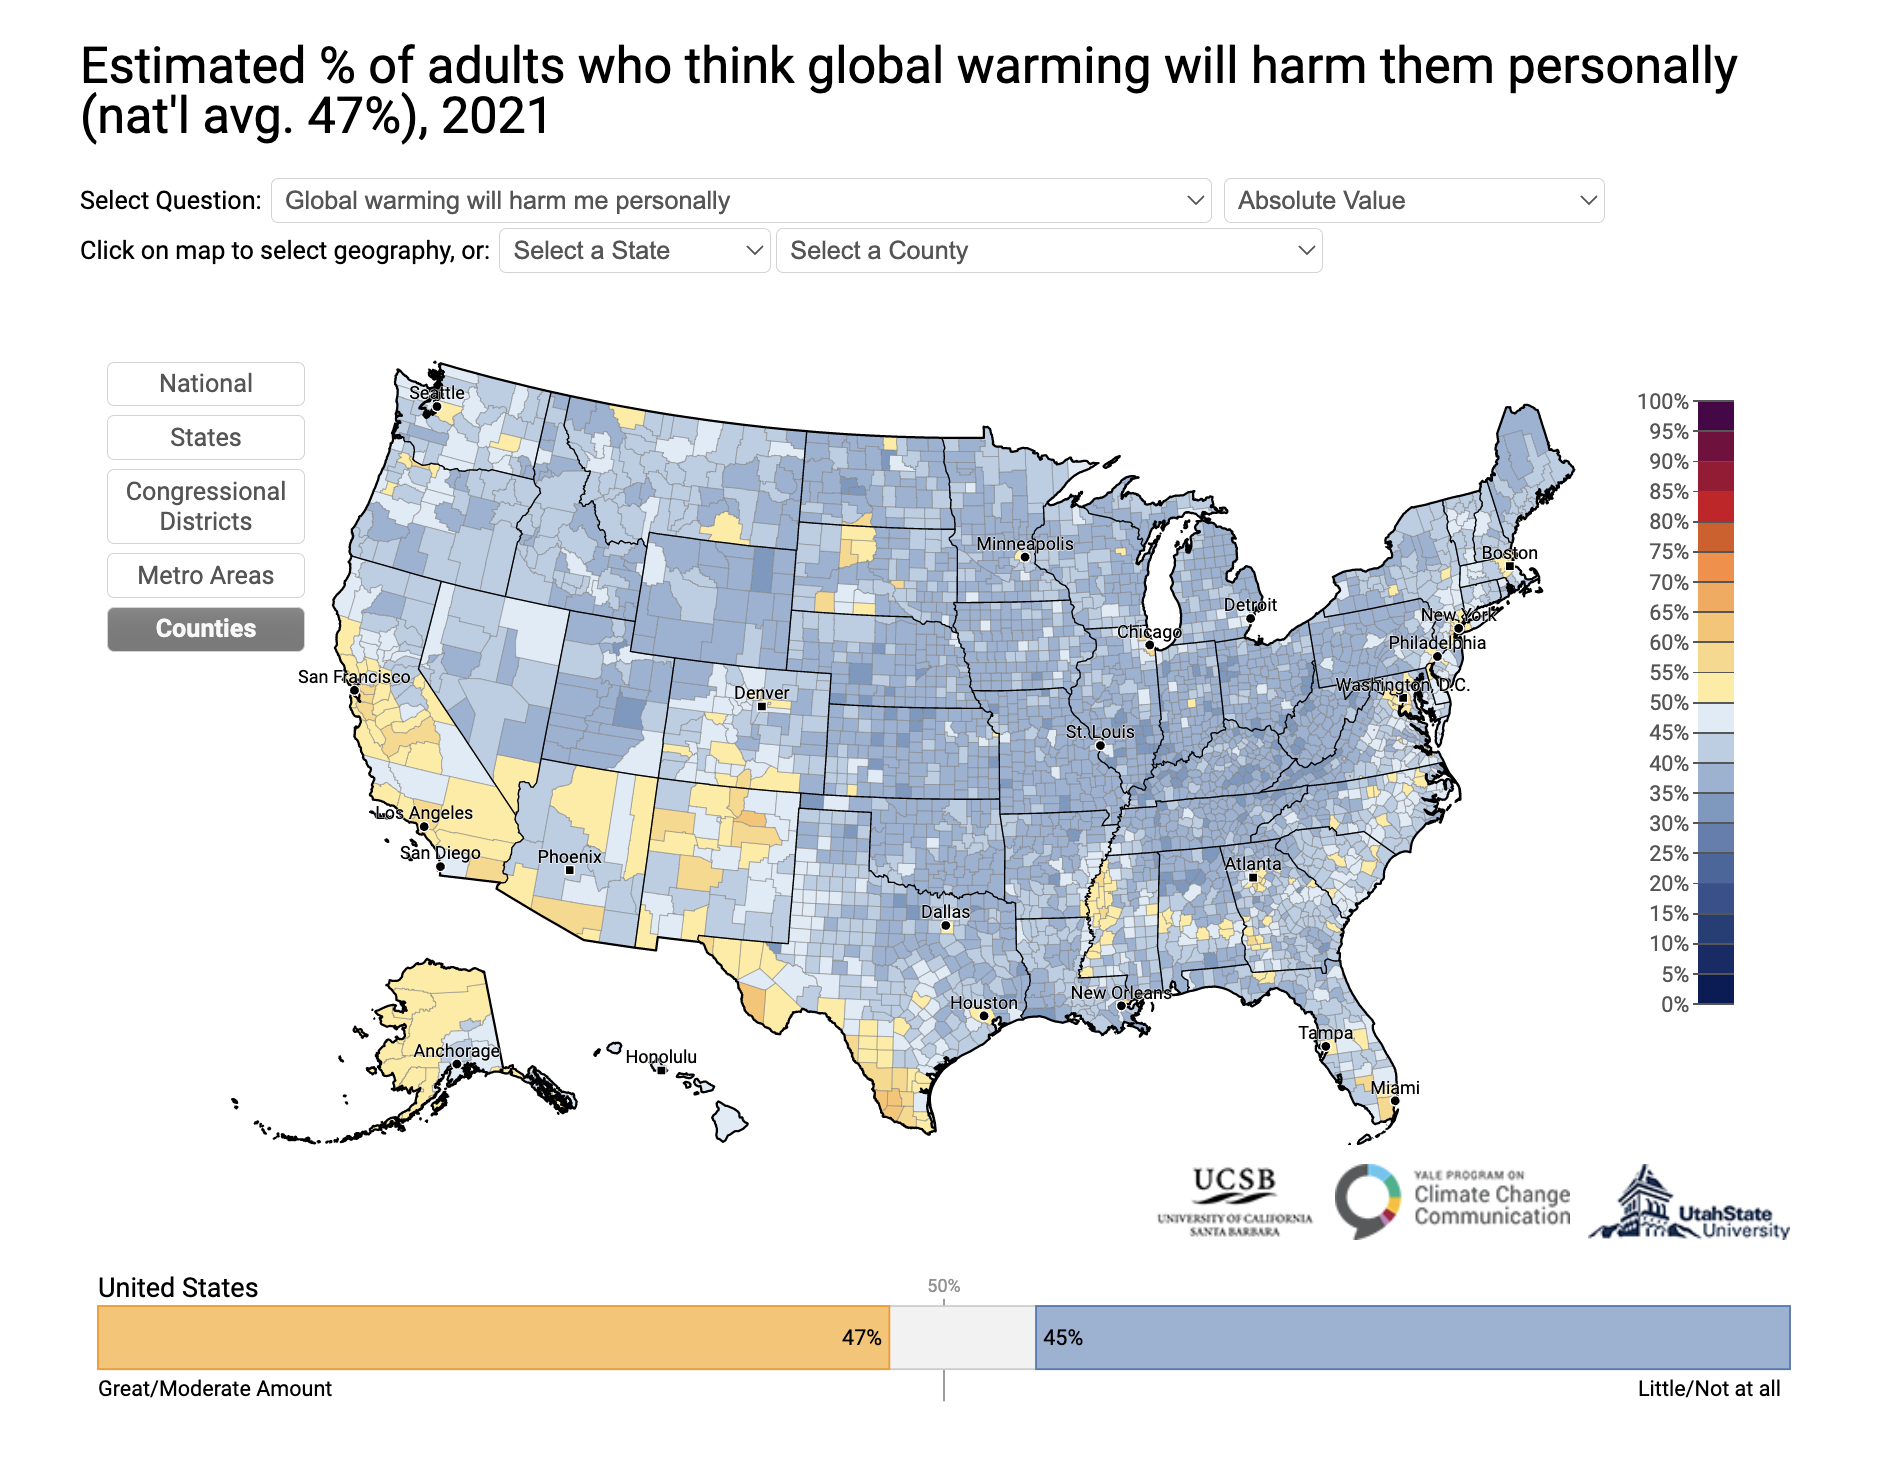 Estimated % of adults who think global warming will harm them personally
(nat'l avg. 47%), 2021
Select Question:
Global warming will harm me personally
Absolute Value
Click on map to select geography, or:
Select a State
Select a County
National
States
Congressional
Districts
Metro Areas
Counties
Seattle
Minneapolis
Boston
Detroit
New York
Chicago
Philadelphia
San Francisco
Denver
Washington, D.C.
St. Louis
Los Angeles
San Diego
Phoenix
Atlanta
Dallas
Houston
New Orleans
Tampa
Anchorage
Honolulu
Miami
100%
95%
90%
85%
80%
75%
70%
65%
60%
55%
50%
45%
40%
35%
30%
25%
20%
15%
10%
5%
0%
UCSB
UNIVERSITY OF CALIFORNIA
SANTA BARBARA
YALE PROGRAM ON
Climate Change
Communication
UtahState
University
United States
50%
47%
45%
Great/Moderate Amount
Little/Not at all